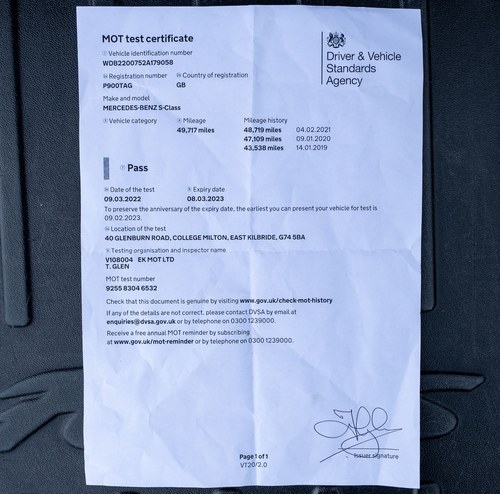 MOT test certificate
Driver & Vehicle
Standards
Agency
Vehicle identification number
WDB2200752A179058
Registration number Country of registration
P900TAG GB
Make and model
MERCEDES-BENZ S-Class
Vehicle category Mileage Mileage history
49,717 miles 48,719 miles 04.02.2021
47,109 miles 09.01.2020
43,538 miles 14.01.2019
Pass
Date of the test Expiry date
09.03.2022 08.03.2023
To preserve the anniversary of the expiry date, the earliest you can present your vehicle for test is
09.02.2023.
Location of the test
40 GLENBURN ROAD, COLLEGE MILTON, EAST KILBRIDE, G74 5BA
Testing organisation and inspector name
V108004 EK MOT LTD
T. GLEN
MOT test number
9255 8304 6532
Check that this document is genuine by visiting www.gov.uk/check-mot-history
If any of the details are not correct, please contact DVSA by email at
enquiries@dvsa.gov.uk or by telephone on 0300 1239000.
Receive a free annual MOT reminder by subscribing
at www.gov.uk/mot-reminder or by telephone on 0300 1239000.
Issuer signature
Page 1 of 1
VT20/2.0